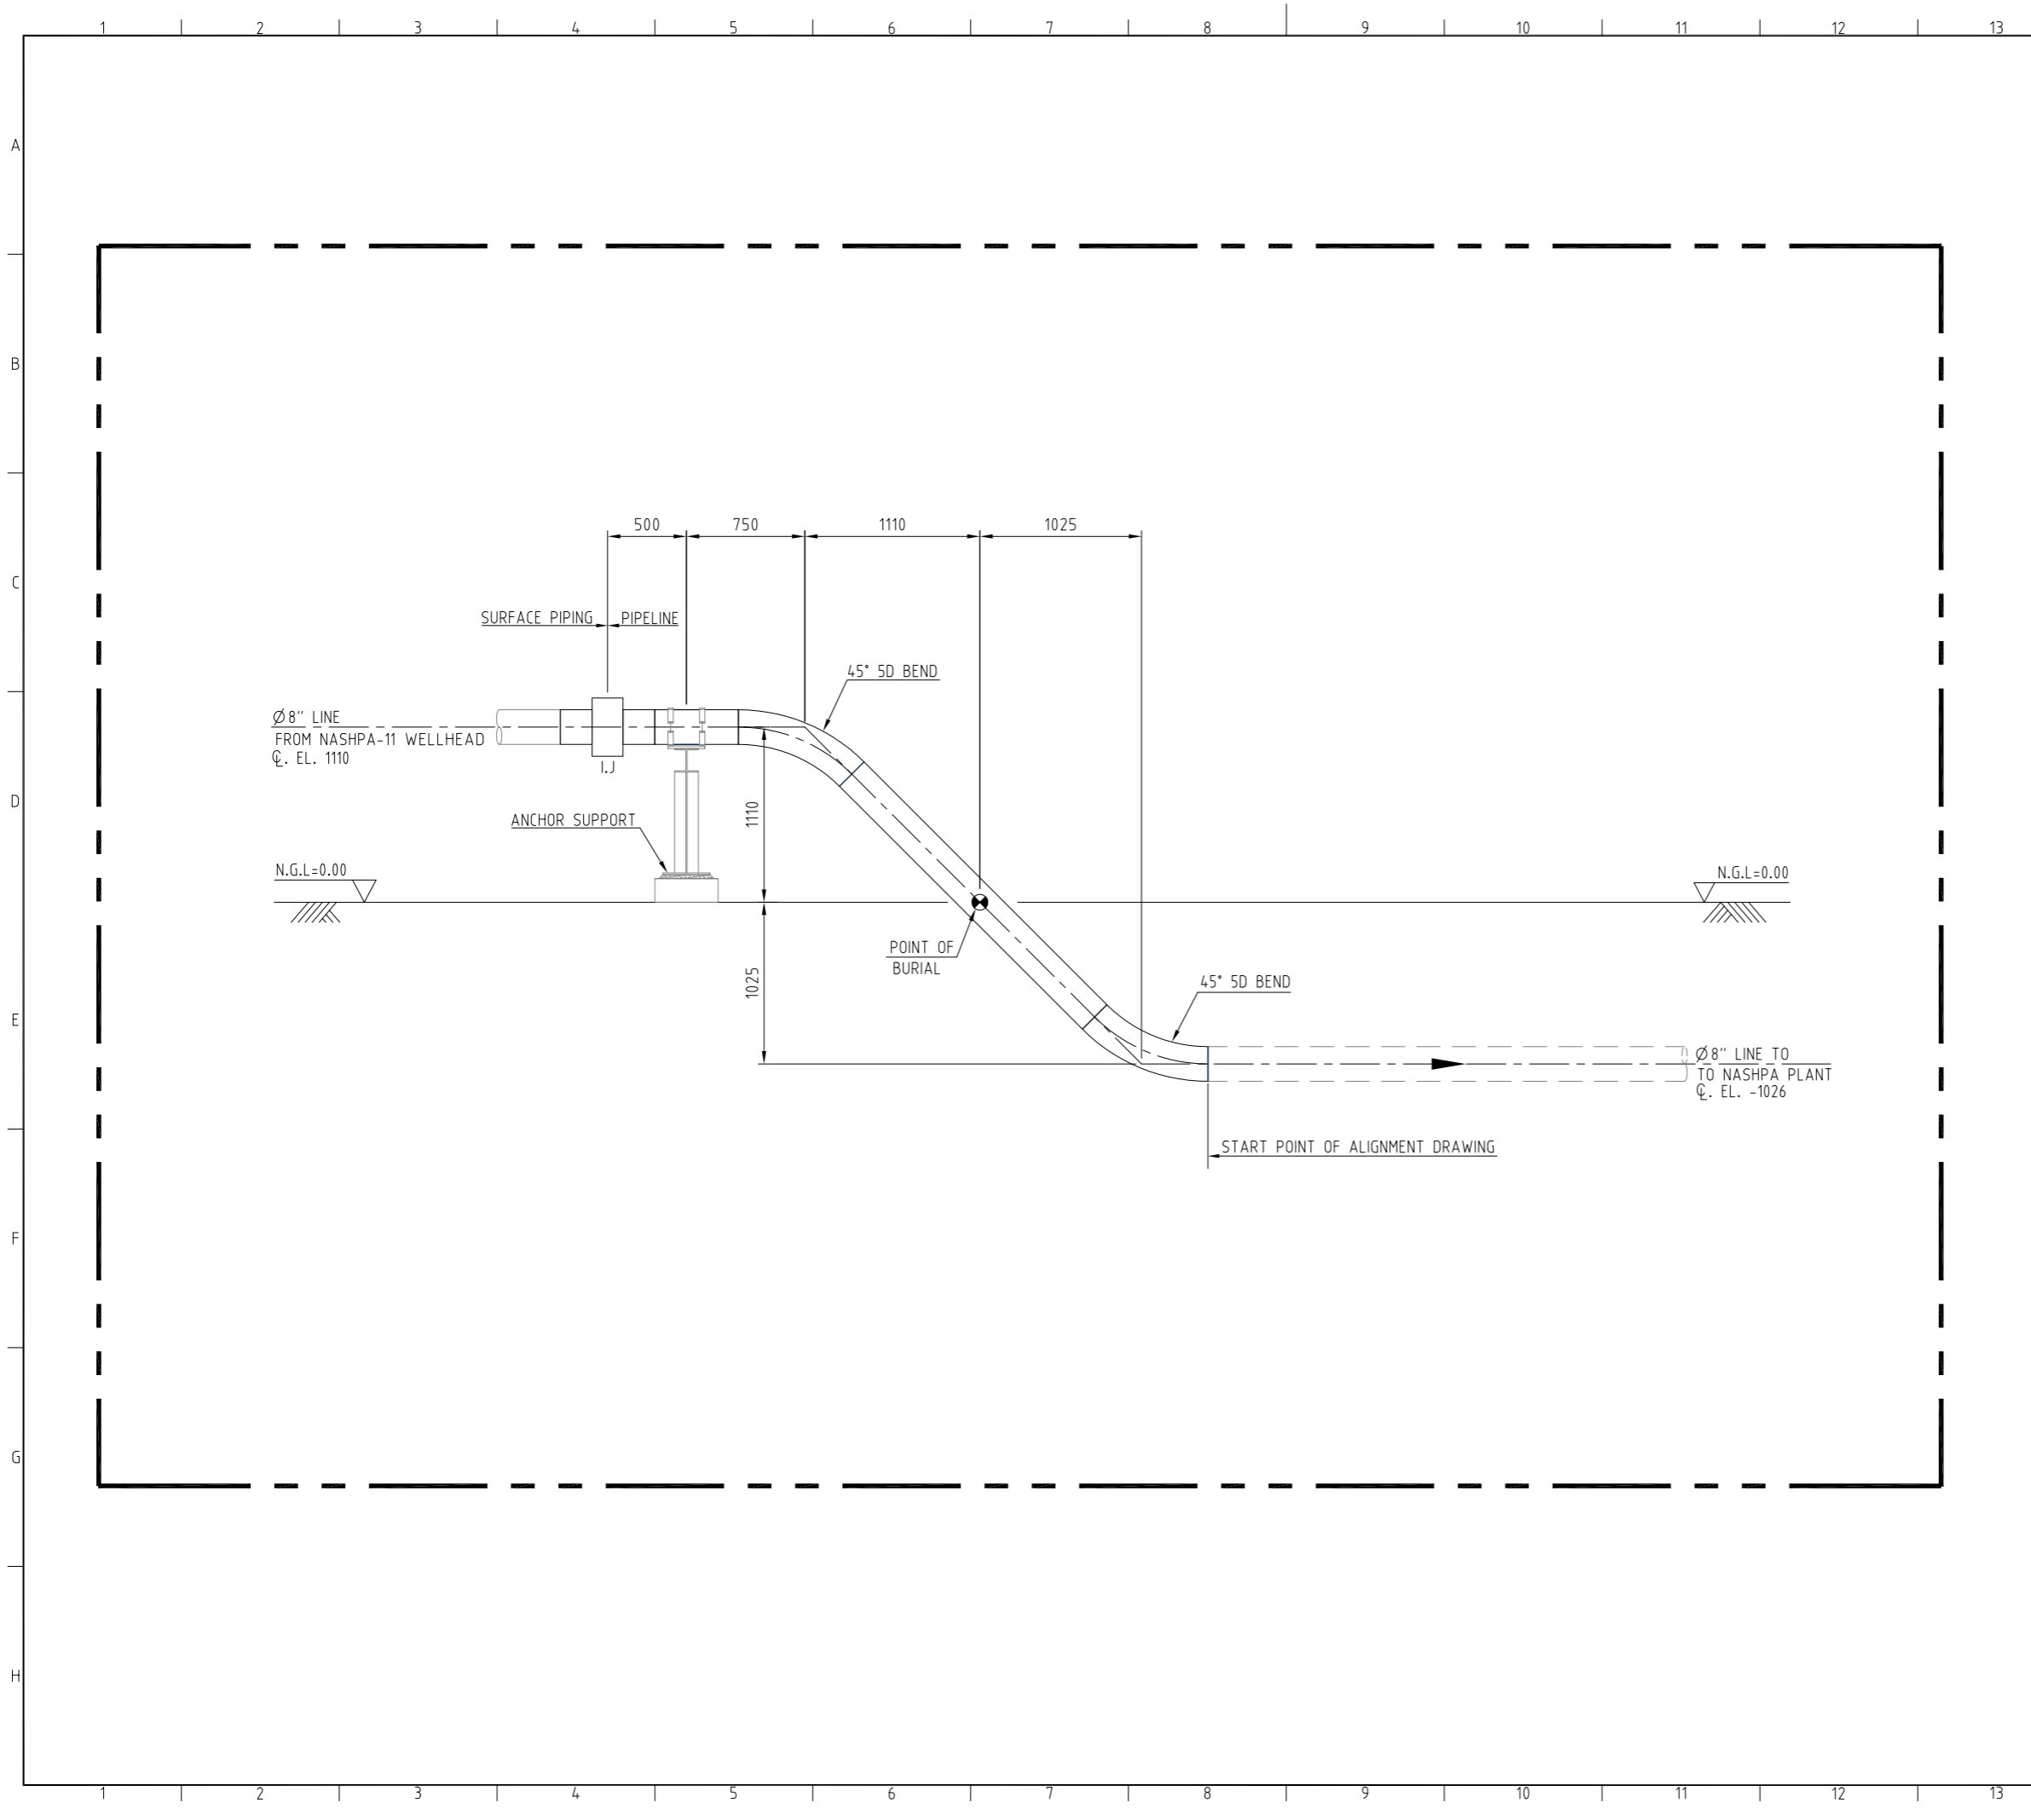 1 2 3 4 5 6 7 8 9 10 11 12 13
A
B
C
D
E
F
G
H
500 750 1110 1025
SURFACE PIPING PIPELINE
45° 5D BEND
Ø8" LINE
FROM NASHPA-11 WELLHEAD
℄. EL. 1110
I.J
1110
ANCHOR SUPPORT
N.G.L=0.00
N.G.L=0.00
POINT OF
BURIAL
1025
45° 5D BEND
Ø8" LINE TO
TO NASHPA PLANT
℄. EL. -1026
START POINT OF ALIGNMENT DRAWING
1 2 3 4 5 6 7 8 9 10 11 12 13